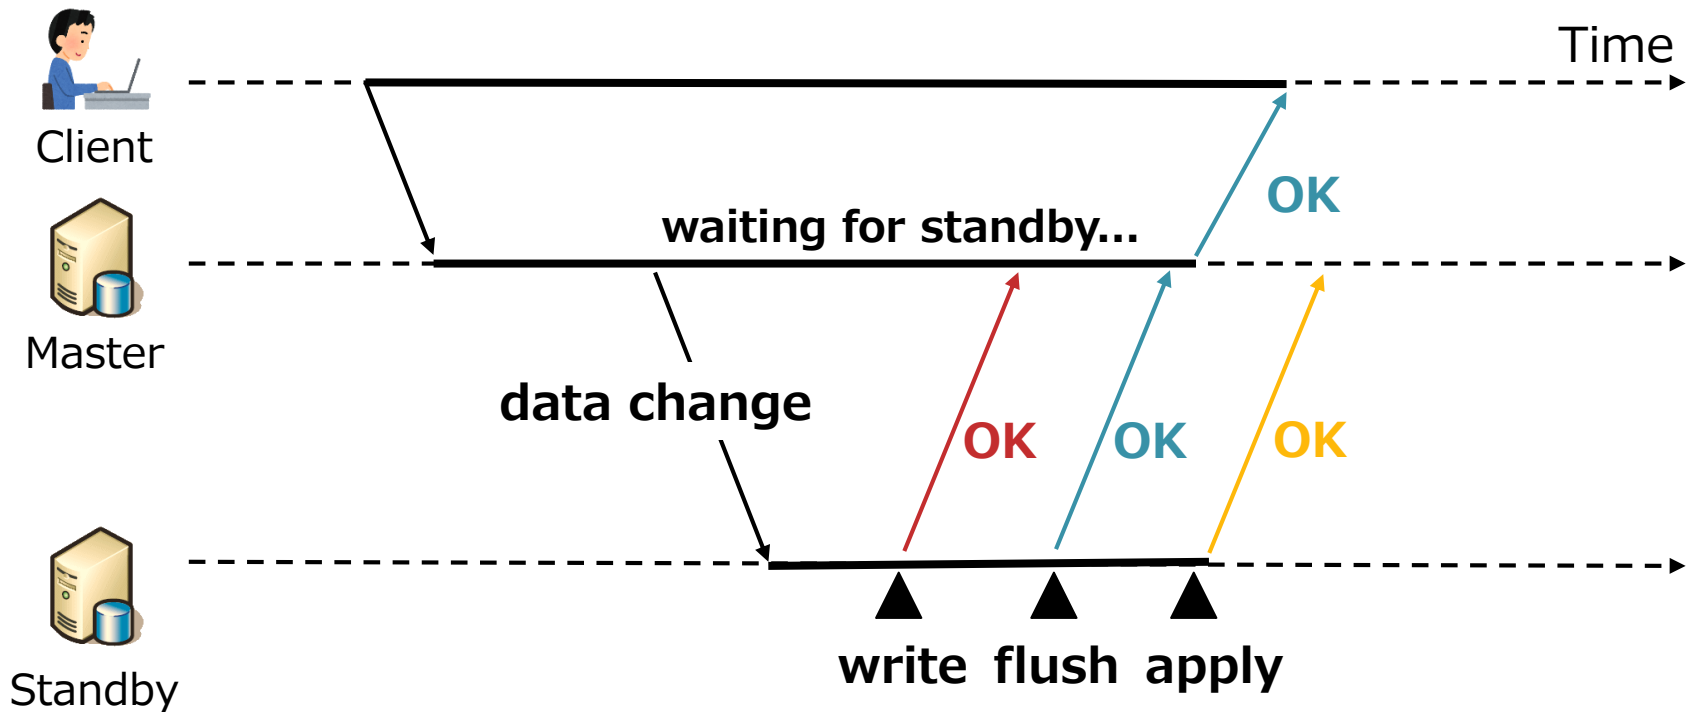 Time
Client
OK
waiting for standby...
Master
data change
OK
OK
OK
write flush apply
Standby